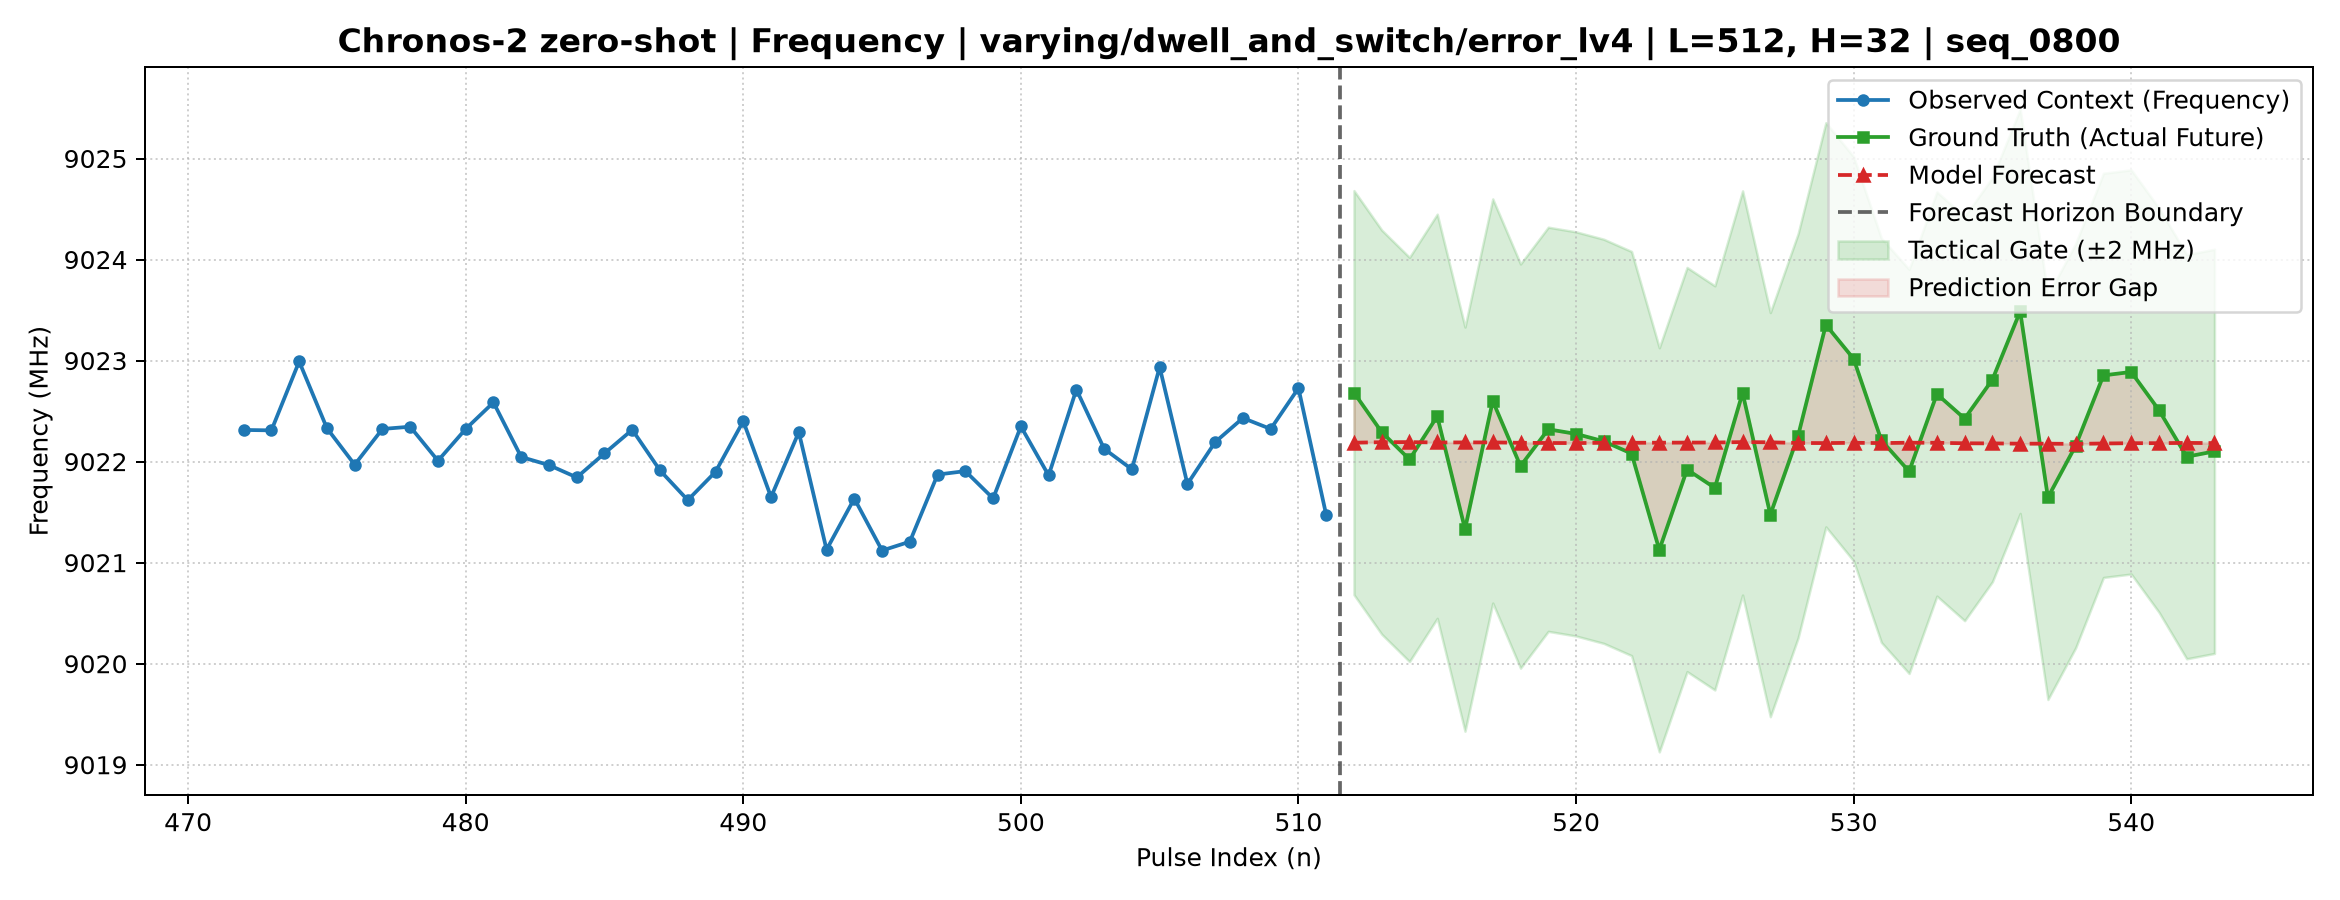 Chronos-2 zero-shot | Frequency | varying/dwell_and_switch/error_lv4 | L=512, H=32 | seq_0800
Observed Context (Frequency)
Ground Truth (Actual Future)
Model Forecast
Forecast Horizon Boundary
Tactical Gate (±2 MHz)
Prediction Error Gap
Frequency (MHz)
9025
9024
9023
9022
9021
9020
9019
470 480 490 500 510 520 530 540
Pulse Index (n)